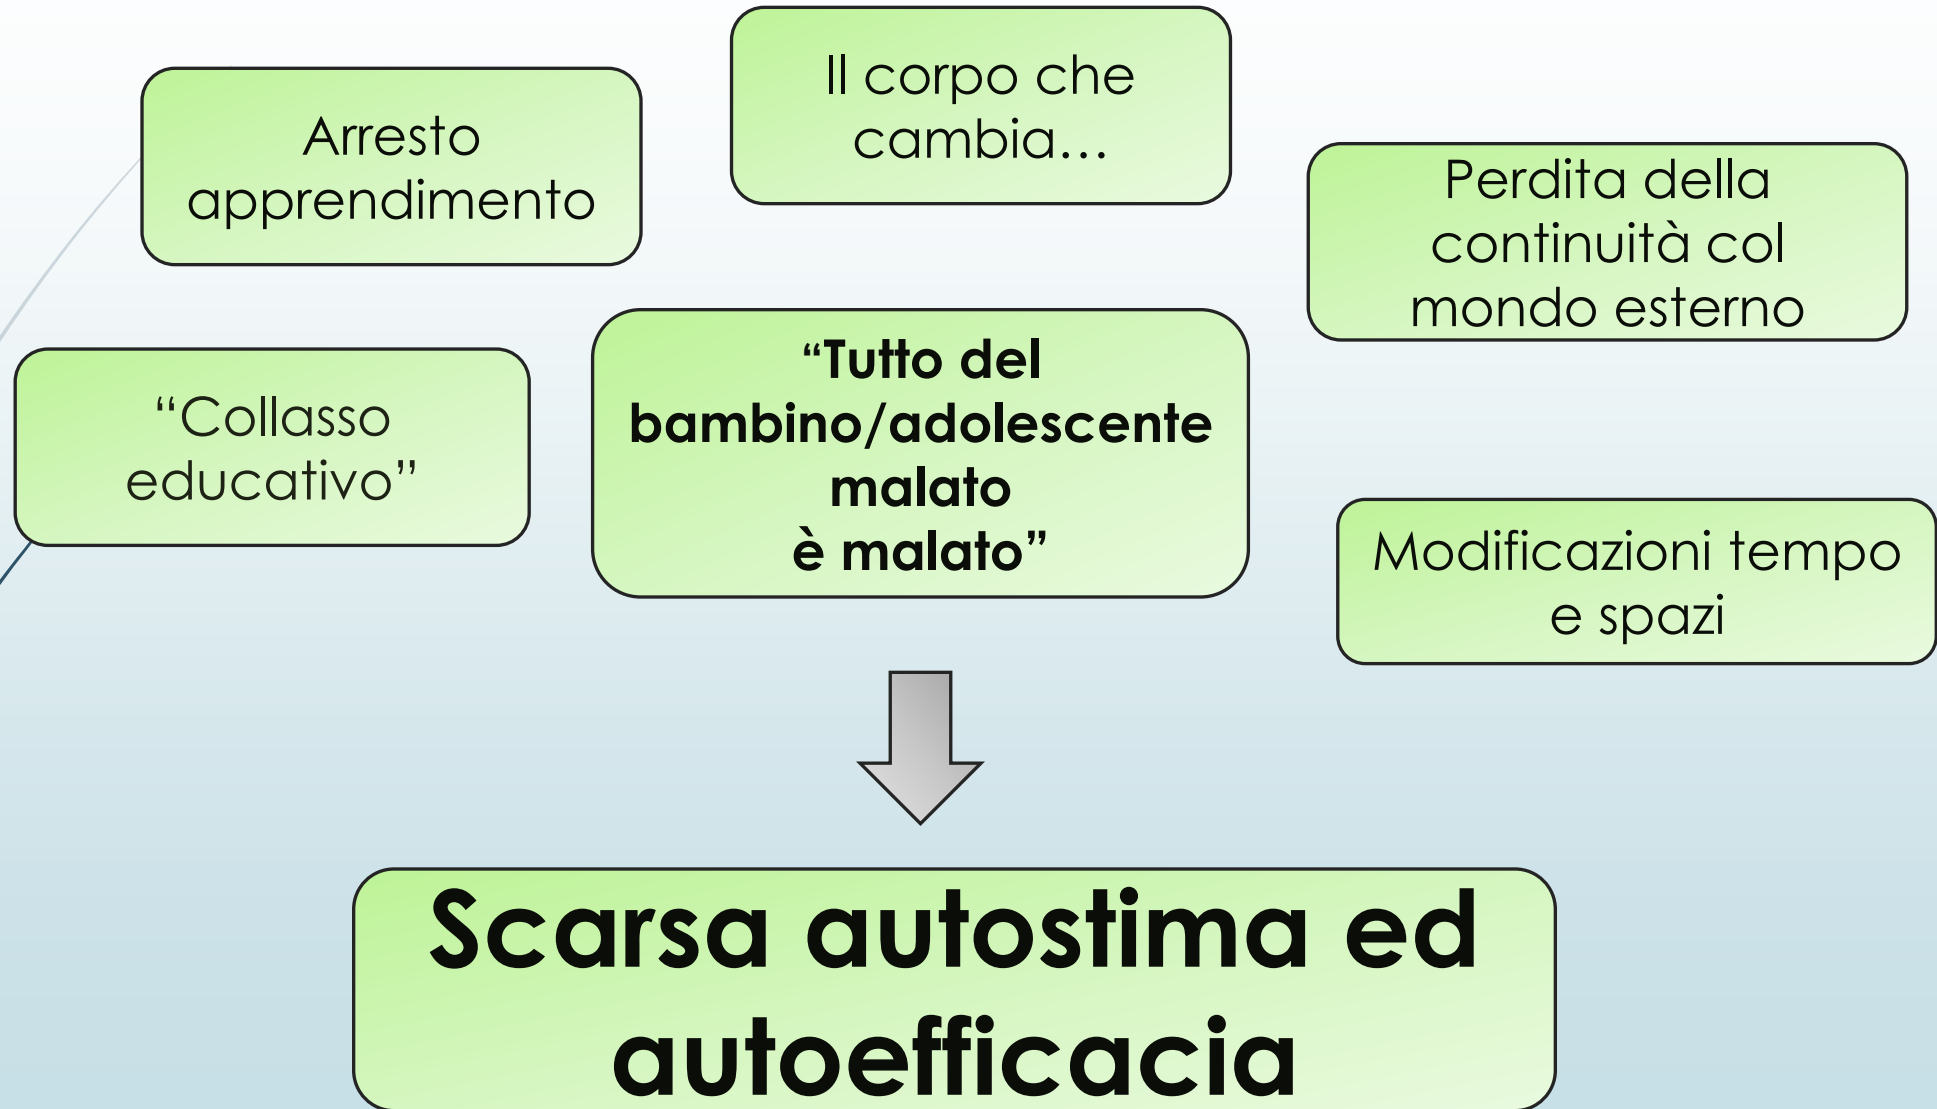 Il corpo che
cambia…
Arresto
apprendimento
Perdita della
continuità col
mondo esterno
“Collasso
educativo”
“Tutto del
bambino/adolescente
malato
è malato”
Modificazioni tempo
e spazi
Scarsa autostima ed
autoefficacia